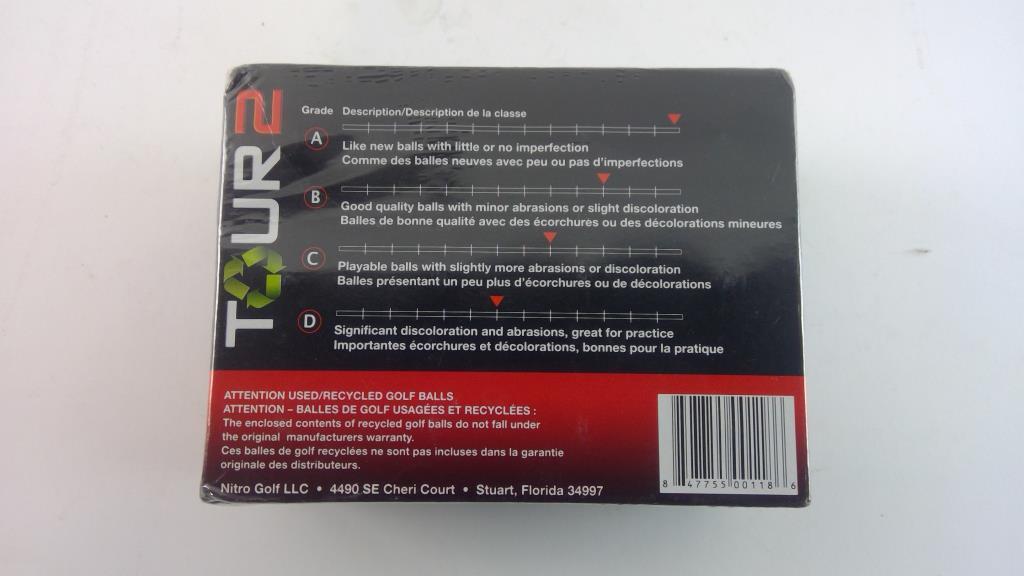 TOUR 2
Grade Description/Description de la classe
A
Like new balls with little or no imperfection
Comme des balles neuves avec peu ou pas d'imperfections
B
Good quality balls with minor abrasions or slight discoloration
Balles de bonne qualité avec des écorchures ou des décolorations mineures
C
Playable balls with slightly more abrasions or discoloration
Balles présentant un peu plus d'écorchures ou de décolorations
D
Significant discoloration and abrasions, great for practice
Importantes écorchures et décolorations, bonnes pour la pratique
ATTENTION USED/RECYCLED GOLF BALLS
ATTENTION – BALLES DE GOLF USAGÉES ET RECYCLÉES :
The enclosed contents of recycled golf balls do not fall under
the original manufacturers warranty.
Ces balles de golf recyclées ne sont pas incluses dans la garantie
originale des distributeurs.
Nitro Golf LLC • 4490 SE Cheri Court • Stuart, Florida 34997
8 47755 00118 6